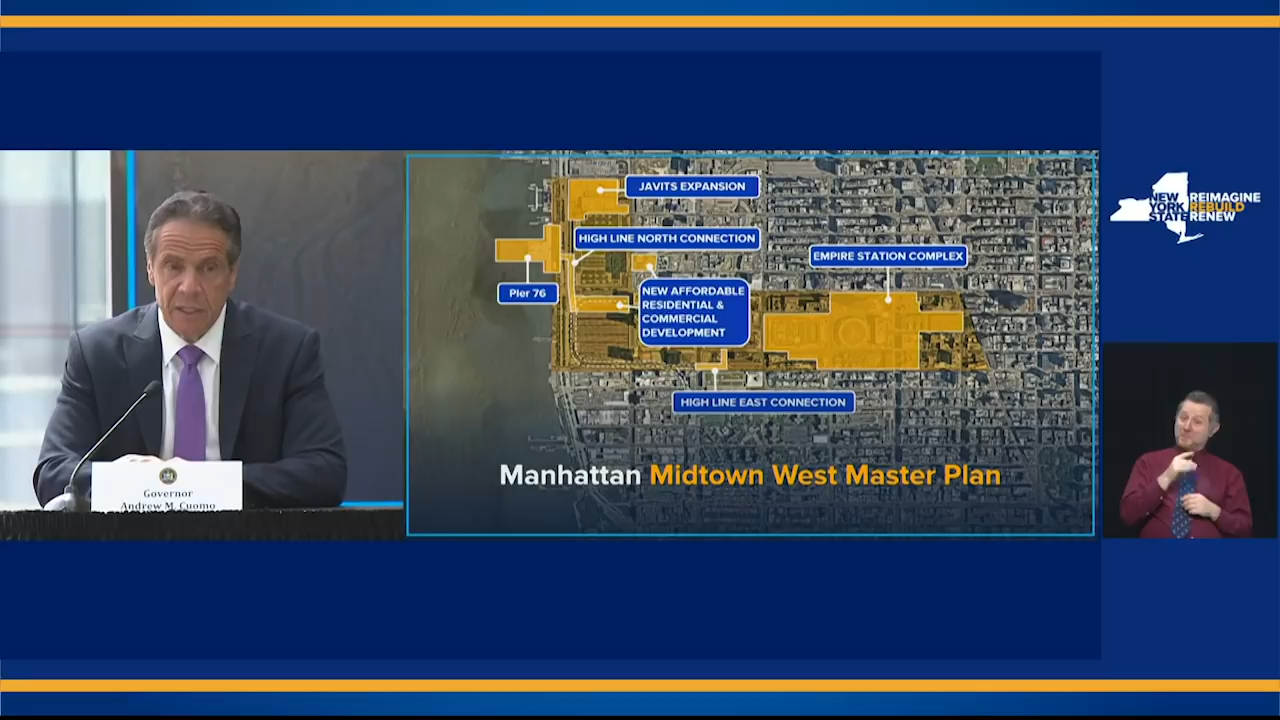 Governor
Andrew M. Cuomo
JAVITS EXPANSION
HIGH LINE NORTH CONNECTION
EMPIRE STATION COMPLEX
Pier 76
NEW AFFORDABLE
RESIDENTIAL &
COMMERCIAL
DEVELOPMENT
HIGH LINE EAST CONNECTION
Manhattan Midtown West Master Plan
NEW
YORK
STATE
REIMAGINE
REBUILD
RENEW